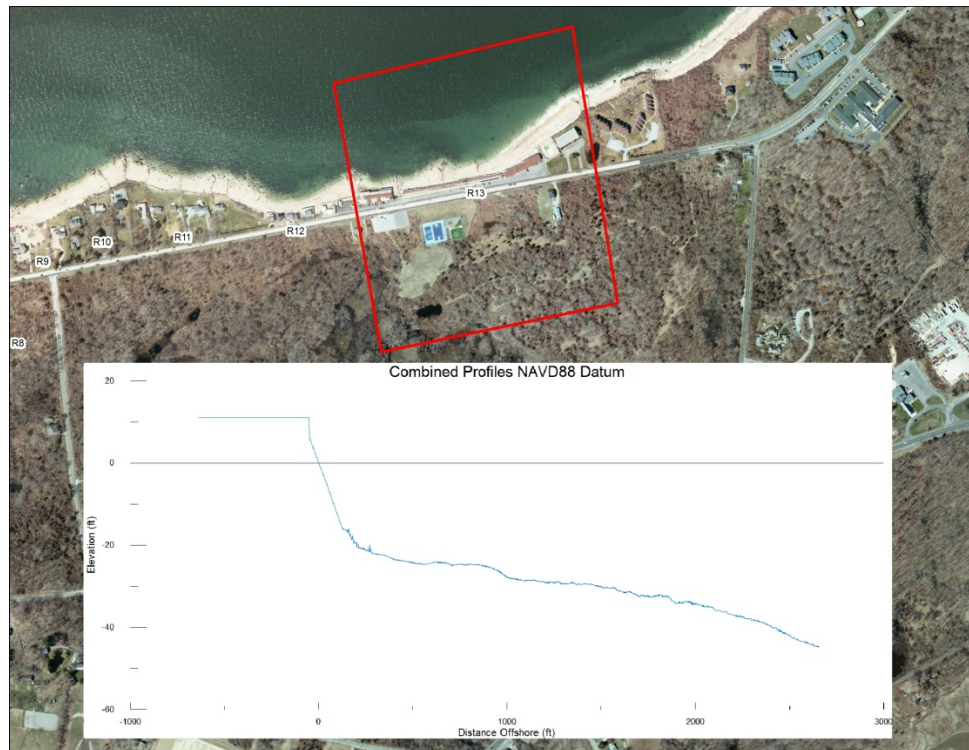 R13
R12
R11
R10
R9
R8
Combined Profiles NAVD88 Datum
20
0
-20
-40
-60
Elevation (ft)
-1000
0
1000
2000
3000
Distance Offshore (ft)